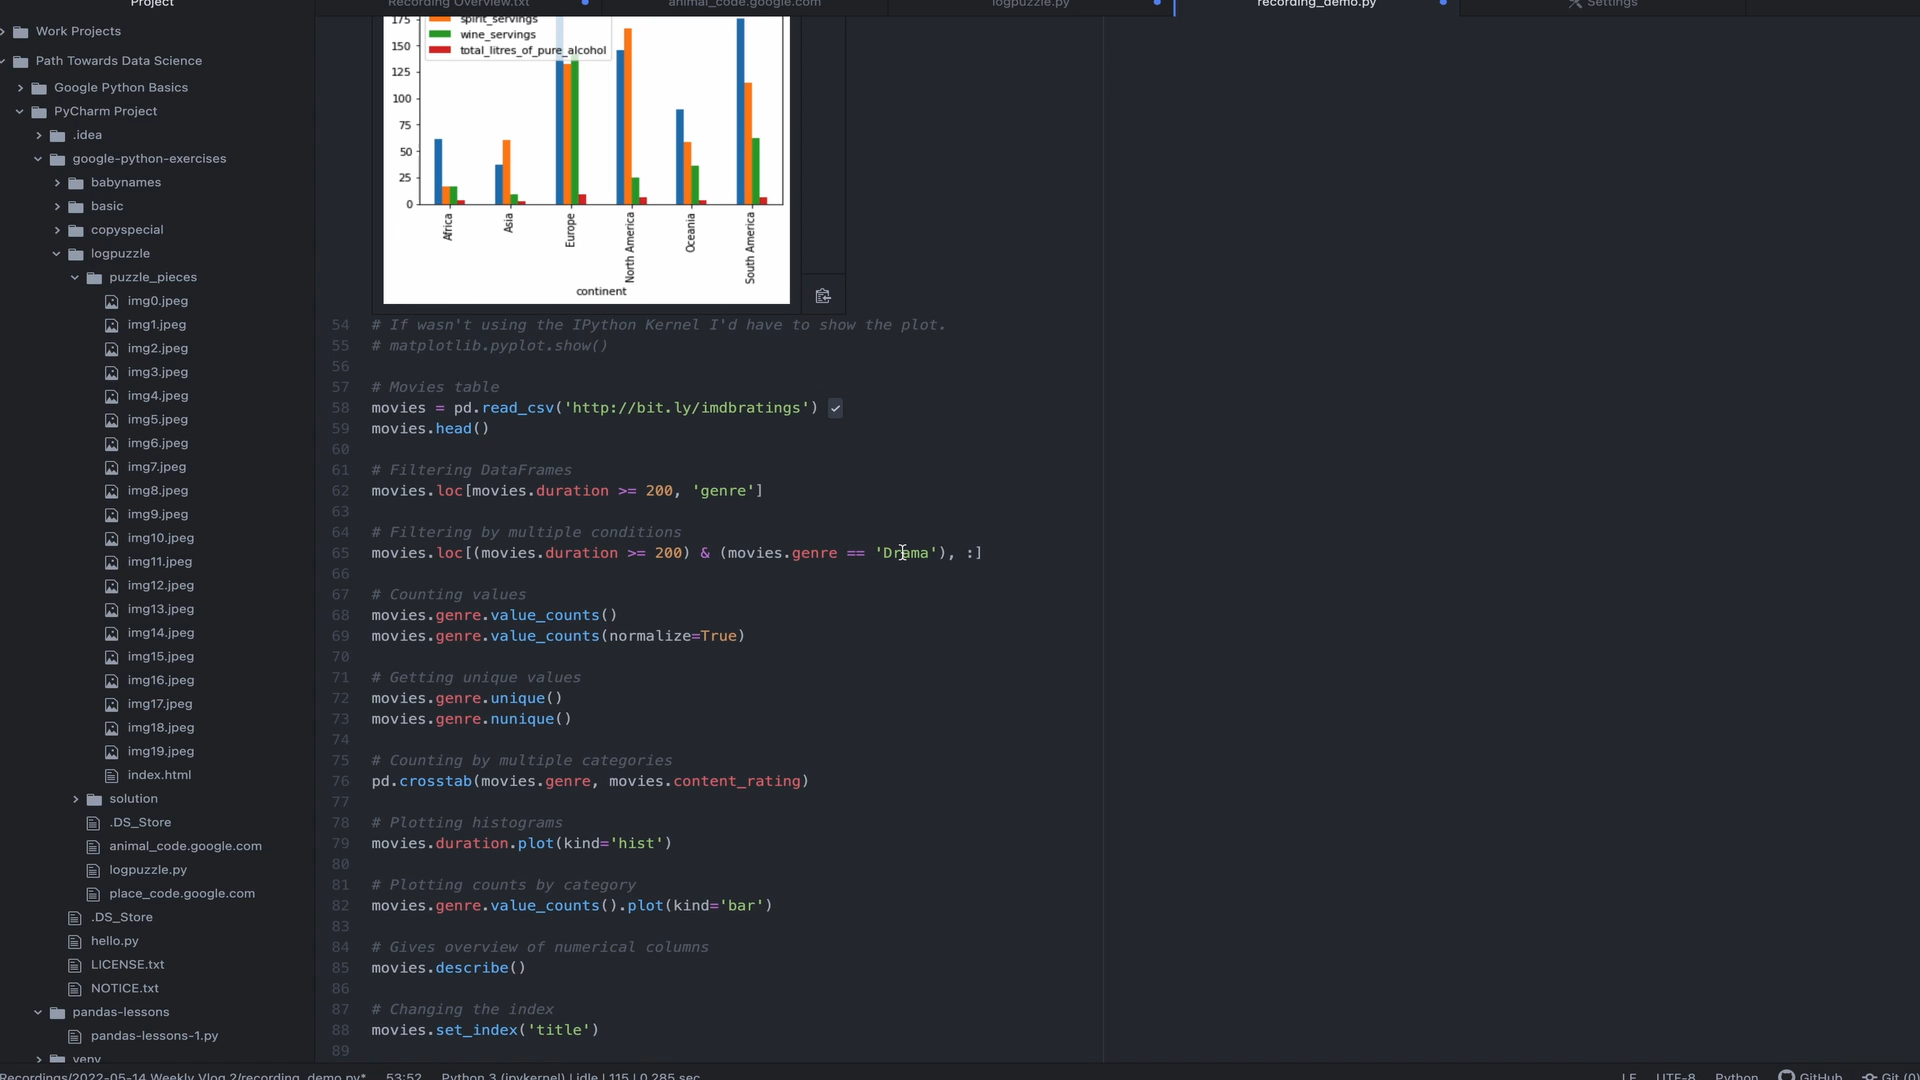 Project
Recording Overview.txt
animal_code.google.com
logpuzzle.py
recording_demo.py
Settings
Work Projects
Path Towards Data Science
Google Python Basics
PyCharm Project
.idea
google-python-exercises
babynames
basic
copyspecial
logpuzzle
puzzle_pieces
img0.jpeg
img1.jpeg
img2.jpeg
img3.jpeg
img4.jpeg
img5.jpeg
img6.jpeg
img7.jpeg
img8.jpeg
img9.jpeg
img10.jpeg
img11.jpeg
img12.jpeg
img13.jpeg
img14.jpeg
img15.jpeg
img16.jpeg
img17.jpeg
img18.jpeg
img19.jpeg
index.html
solution
.DS_Store
animal_code.google.com
logpuzzle.py
place_code.google.com
.DS_Store
hello.py
LICENSE.txt
NOTICE.txt
pandas-lessons
pandas-lessons-1.py
venv
spirit_servings
wine_servings
total_litres_of_pure_alcohol
175
150
125
100
75
50
25
0
Africa
Asia
Europe
North America
Oceania
South America
continent
54 # If wasn't using the IPython Kernel I'd have to show the plot.
55 # matplotlib.pyplot.show()
56
57 # Movies table
58 movies = pd.read_csv('http://bit.ly/imdbratings')
59 movies.head()
60
61 # Filtering DataFrames
62 movies.loc[movies.duration >= 200, 'genre']
63
64 # Filtering by multiple conditions
65 movies.loc[(movies.duration >= 200) & (movies.genre == 'Drama'), :]
66
67 # Counting values
68 movies.genre.value_counts()
69 movies.genre.value_counts(normalize=True)
70
71 # Getting unique values
72 movies.genre.unique()
73 movies.genre.nunique()
74
75 # Counting by multiple categories
76 pd.crosstab(movies.genre, movies.content_rating)
77
78 # Plotting histograms
79 movies.duration.plot(kind='hist')
80
81 # Plotting counts by category
82 movies.genre.value_counts().plot(kind='bar')
83
84 # Gives overview of numerical columns
85 movies.describe()
86
87 # Changing the index
88 movies.set_index('title')
89
Recordings/2022-05-14 Weekly Vlog 2/recording_demo.py* 53:52 Python 3 (ipykernel) | idle | 115 | 0.285 sec
LF UTF-8 Python GitHub Git (0)